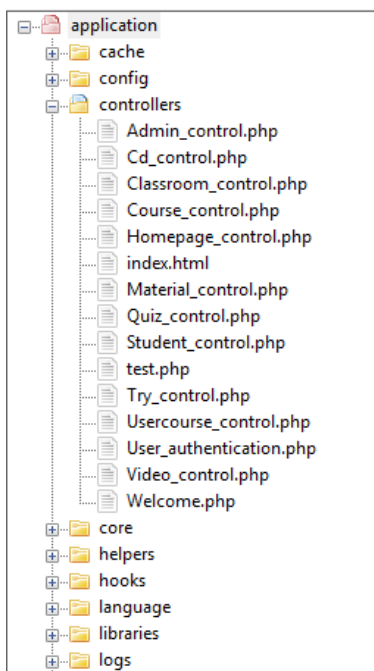 application
cache
config
controllers
Admin_control.php
Cd_control.php
Classroom_control.php
Course_control.php
Homepage_control.php
index.html
Material_control.php
Quiz_control.php
Student_control.php
test.php
Try_control.php
Usercourse_control.php
User_authentication.php
Video_control.php
Welcome.php
core
helpers
hooks
language
libraries
logs